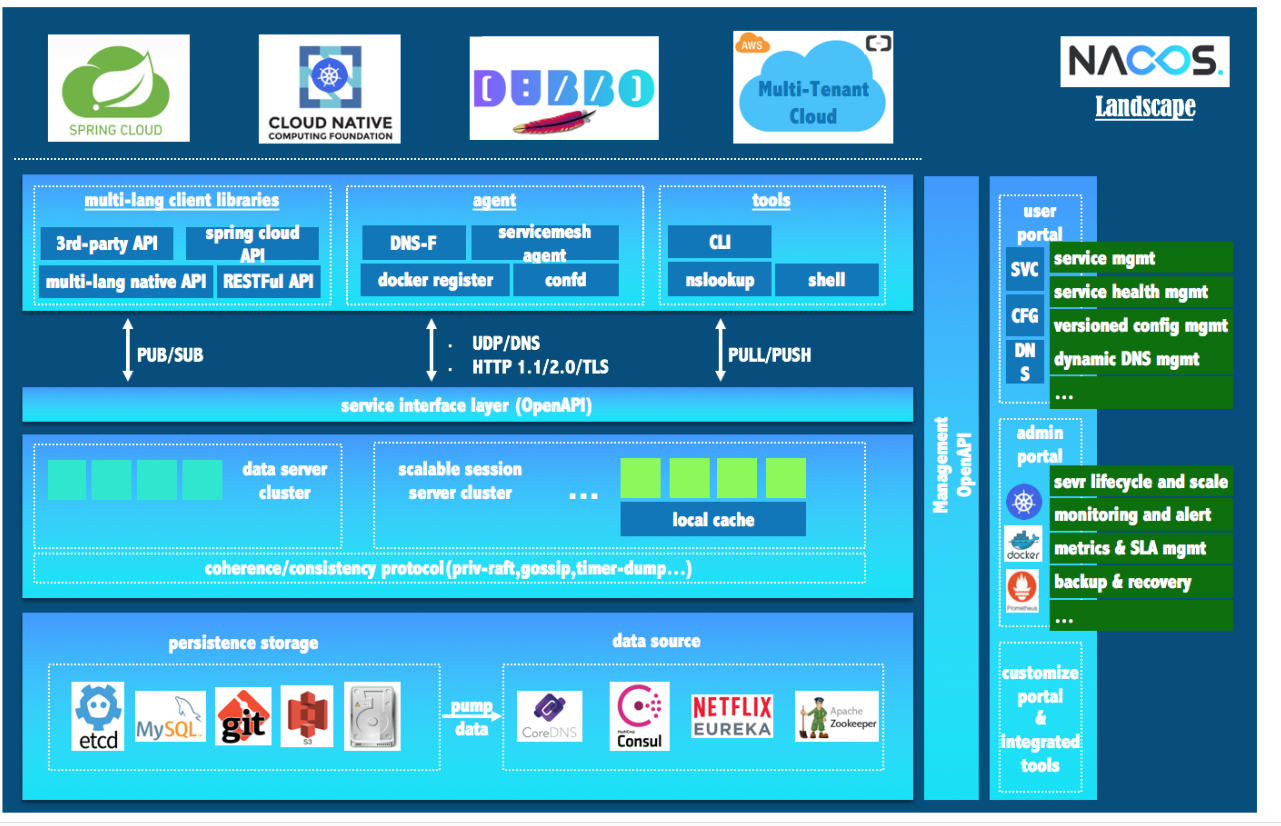 SPRING CLOUD
CLOUD NATIVE
COMPUTING FOUNDATION
DUBBO
AWS
Multi-Tenant
Cloud
NACOS.
Landscape
multi-lang client libraries
3rd-party API
spring cloud
API
multi-lang native API
RESTFul API
agent
DNS-F
servicemesh
agent
docker register
confd
tools
CLI
nslookup
shell
PUB/SUB
. UDP/DNS
. HTTP 1.1/2.0/TLS
PULL/PUSH
service interface layer (OpenAPI)
data server
cluster
scalable session
server cluster
...
local cache
coherence/consistency protocol(priv-raft,gossip,timer-dump...)
persistence storage
etcd
MySQL
git
S3
pump
data
data source
CoreDNS
HashiCorp
Consul
NETFLIX
EUREKA
Apache
Zookeeper
Management
OpenAPI
user
portal
SVC
CFG
DN
S
service mgmt
service health mgmt
versioned config mgmt
dynamic DNS mgmt
...
admin
portal
docker
Prometheus
sevr lifecycle and scale
monitoring and alert
metrics & SLA mgmt
backup & recovery
...
customize
portal
&
integrated
tools